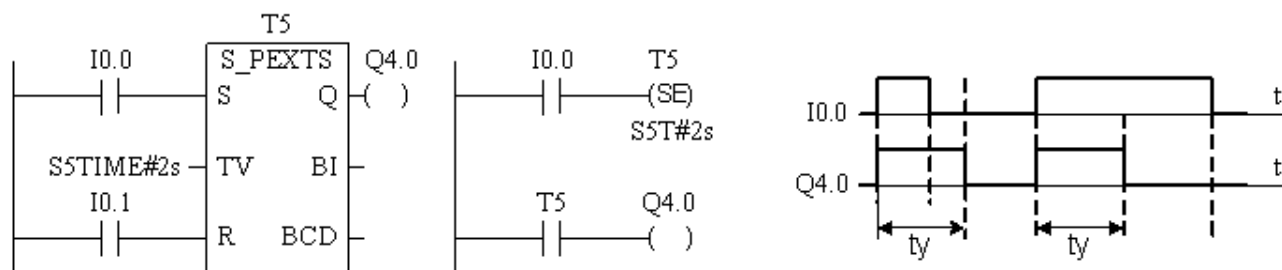 T5
I0.0
S_PEXTS
Q4.0
S
Q
( )
S5TIME#2s
TV
BI
I0.1
R
BCD
I0.0
T5
(SE)
S5T#2s
T5
Q4.0
( )
I0.0
t
Q4.0
t
ty
ty